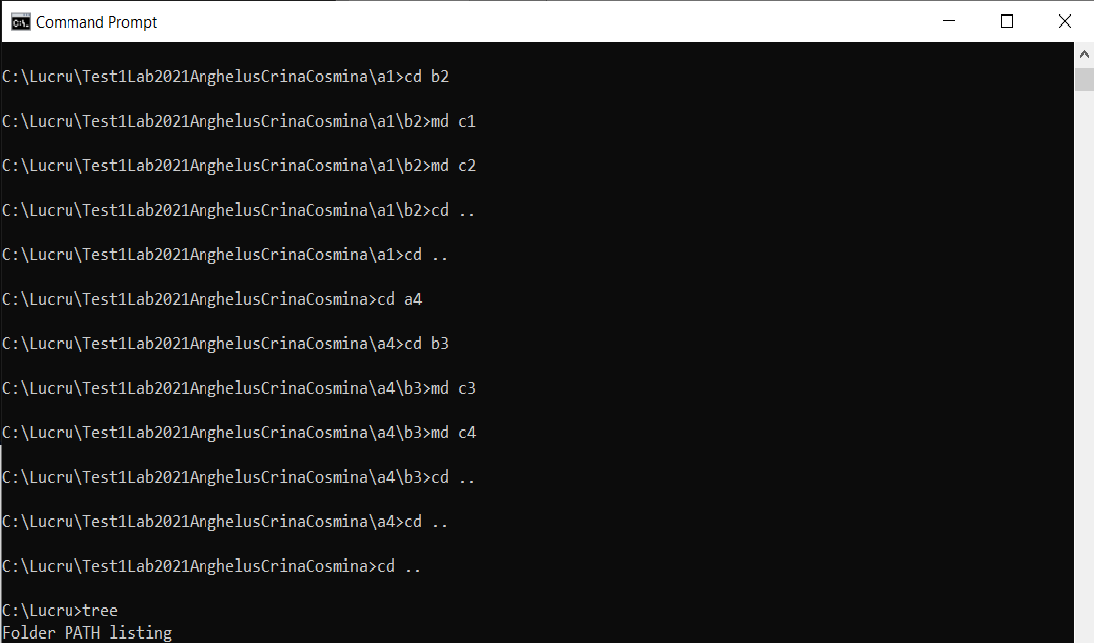 Command Prompt
C:\Lucru\Test1Lab2021AnghelusCrinaCosmina\a1>cd b2
C:\Lucru\Test1Lab2021AnghelusCrinaCosmina\a1\b2>md c1
C:\Lucru\Test1Lab2021AnghelusCrinaCosmina\a1\b2>md c2
C:\Lucru\Test1Lab2021AnghelusCrinaCosmina\a1\b2>cd ..
C:\Lucru\Test1Lab2021AnghelusCrinaCosmina\a1>cd ..
C:\Lucru\Test1Lab2021AnghelusCrinaCosmina>cd a4
C:\Lucru\Test1Lab2021AnghelusCrinaCosmina\a4>cd b3
C:\Lucru\Test1Lab2021AnghelusCrinaCosmina\a4\b3>md c3
C:\Lucru\Test1Lab2021AnghelusCrinaCosmina\a4\b3>md c4
C:\Lucru\Test1Lab2021AnghelusCrinaCosmina\a4\b3>cd ..
C:\Lucru\Test1Lab2021AnghelusCrinaCosmina\a4>cd ..
C:\Lucru\Test1Lab2021AnghelusCrinaCosmina>cd ..
C:\Lucru>tree
Folder PATH listing